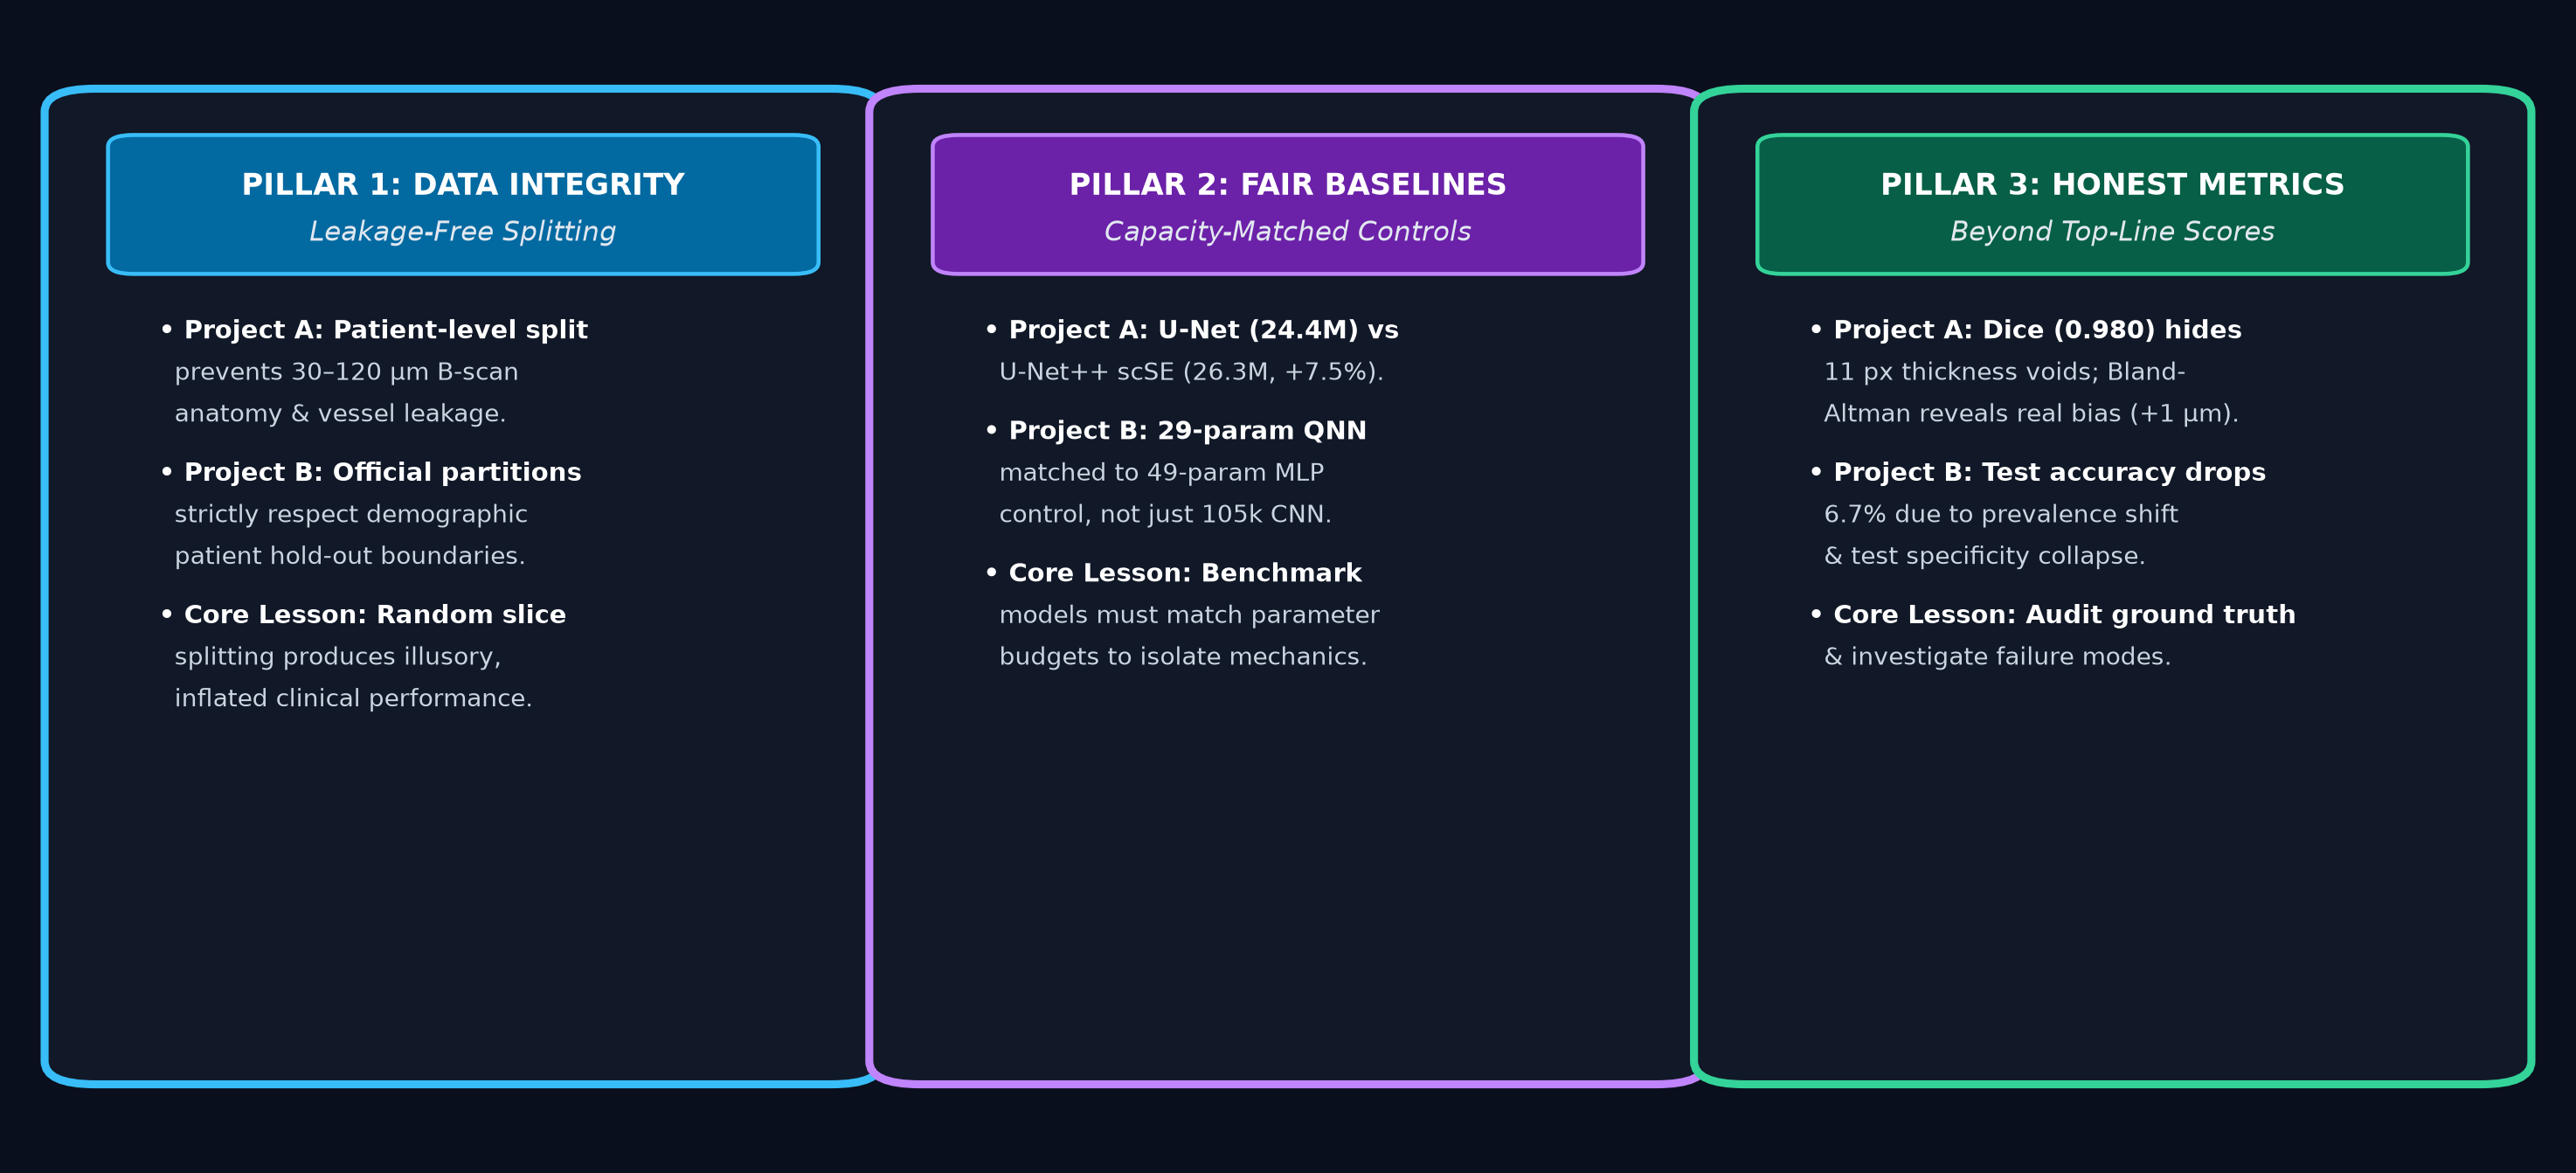 PILLAR 1: DATA INTEGRITY
Leakage-Free Splitting
• Project A: Patient-level split
prevents 30–120 µm B-scan
anatomy & vessel leakage.
• Project B: Official partitions
strictly respect demographic
patient hold-out boundaries.
• Core Lesson: Random slice
splitting produces illusory,
inflated clinical performance.
PILLAR 2: FAIR BASELINES
Capacity-Matched Controls
• Project A: U-Net (24.4M) vs
U-Net++ scSE (26.3M, +7.5%).
• Project B: 29-param QNN
matched to 49-param MLP
control, not just 105k CNN.
• Core Lesson: Benchmark
models must match parameter
budgets to isolate mechanics.
PILLAR 3: HONEST METRICS
Beyond Top-Line Scores
• Project A: Dice (0.980) hides
11 px thickness voids; Bland-
Altman reveals real bias (+1 µm).
• Project B: Test accuracy drops
6.7% due to prevalence shift
& test specificity collapse.
• Core Lesson: Audit ground truth
& investigate failure modes.